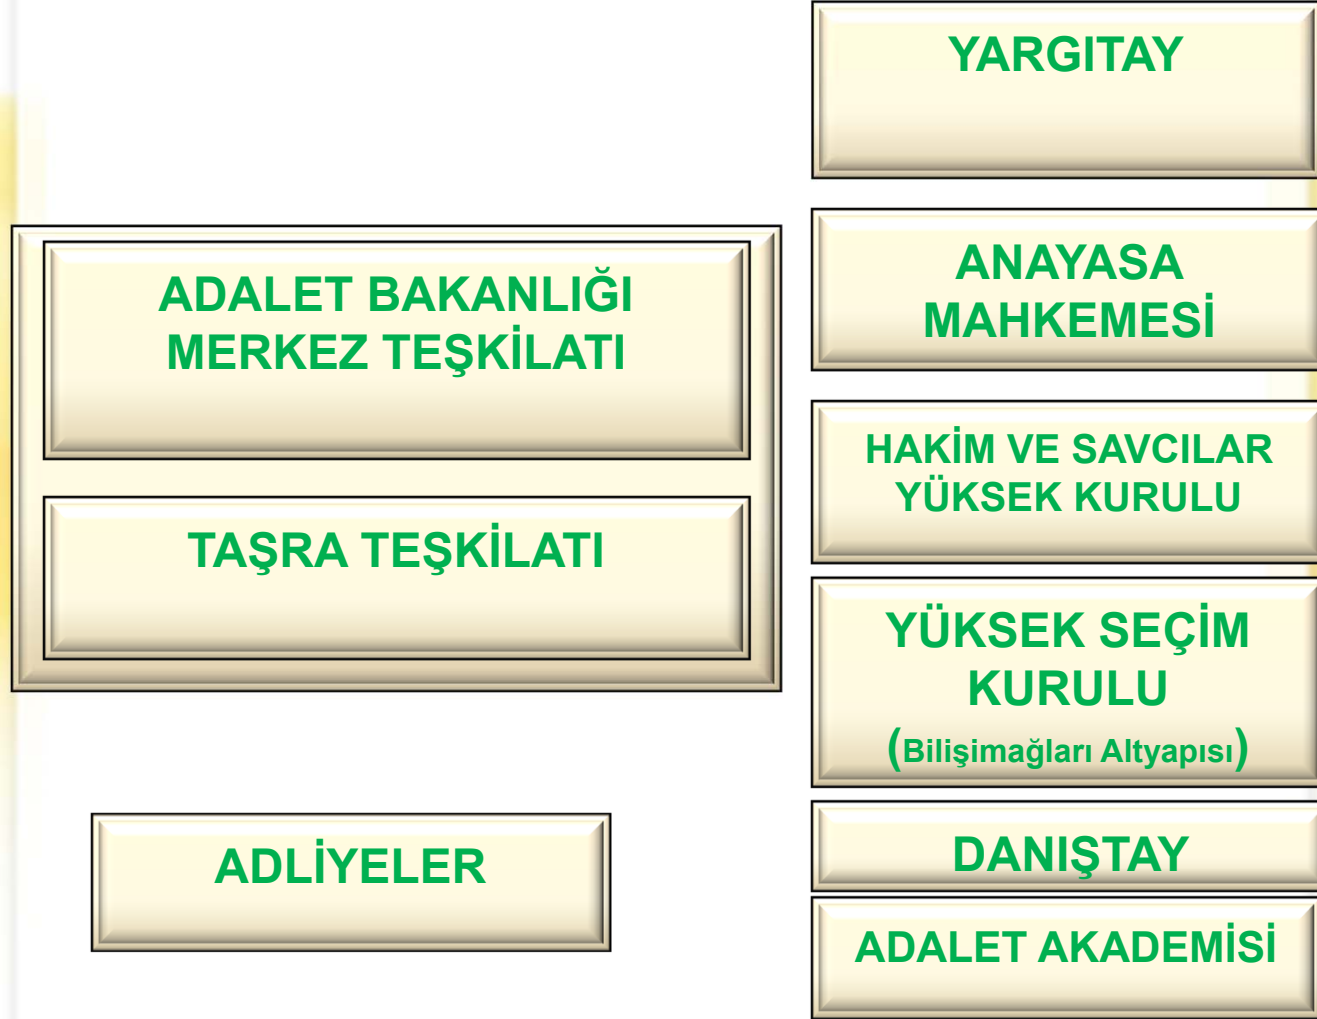 ADALET BAKANLIĞI
MERKEZ TEŞKİLATI
TAŞRA TEŞKİLATI
ADLİYELER
YARGITAY
ANAYASA
MAHKEMESİ
HAKİM VE SAVCILAR
YÜKSEK KURULU
YÜKSEK SEÇİM
KURULU
(Bilişimağları Altyapısı)
DANIŞTAY
ADALET AKADEMİSİ